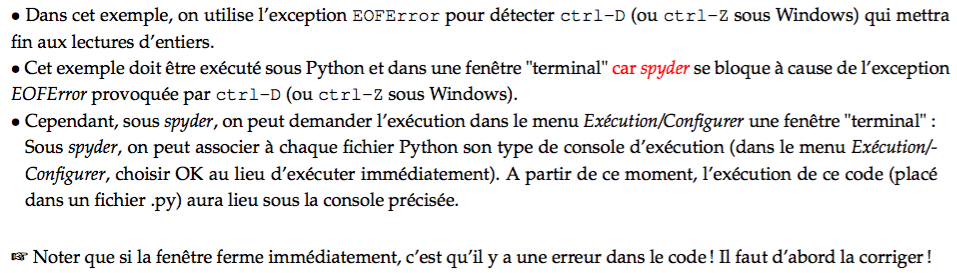 • Dans cet exemple, on utilise l’exception EOFError pour détecter ctrl-D (ou ctrl-Z sous Windows) qui mettra
fin aux lectures d’entiers.
• Cet exemple doit être exécuté sous Python et dans une fenêtre "terminal" car spyder se bloque à cause de l’exception
EOFError provoquée par ctrl-D (ou ctrl-Z sous Windows).
• Cependant, sous spyder, on peut demander l’exécution dans le menu Exécution/Configurer une fenêtre "terminal" :
Sous spyder, on peut associer à chaque fichier Python son type de console d’exécution (dans le menu Exécution/-
Configurer, choisir OK au lieu d’exécuter immédiatement). A partir de ce moment, l’exécution de ce code (placé
dans un fichier .py) aura lieu sous la console précisée.
☞ Noter que si la fenêtre ferme immédiatement, c’est qu’il y a une erreur dans le code ! Il faut d’abord la corriger !